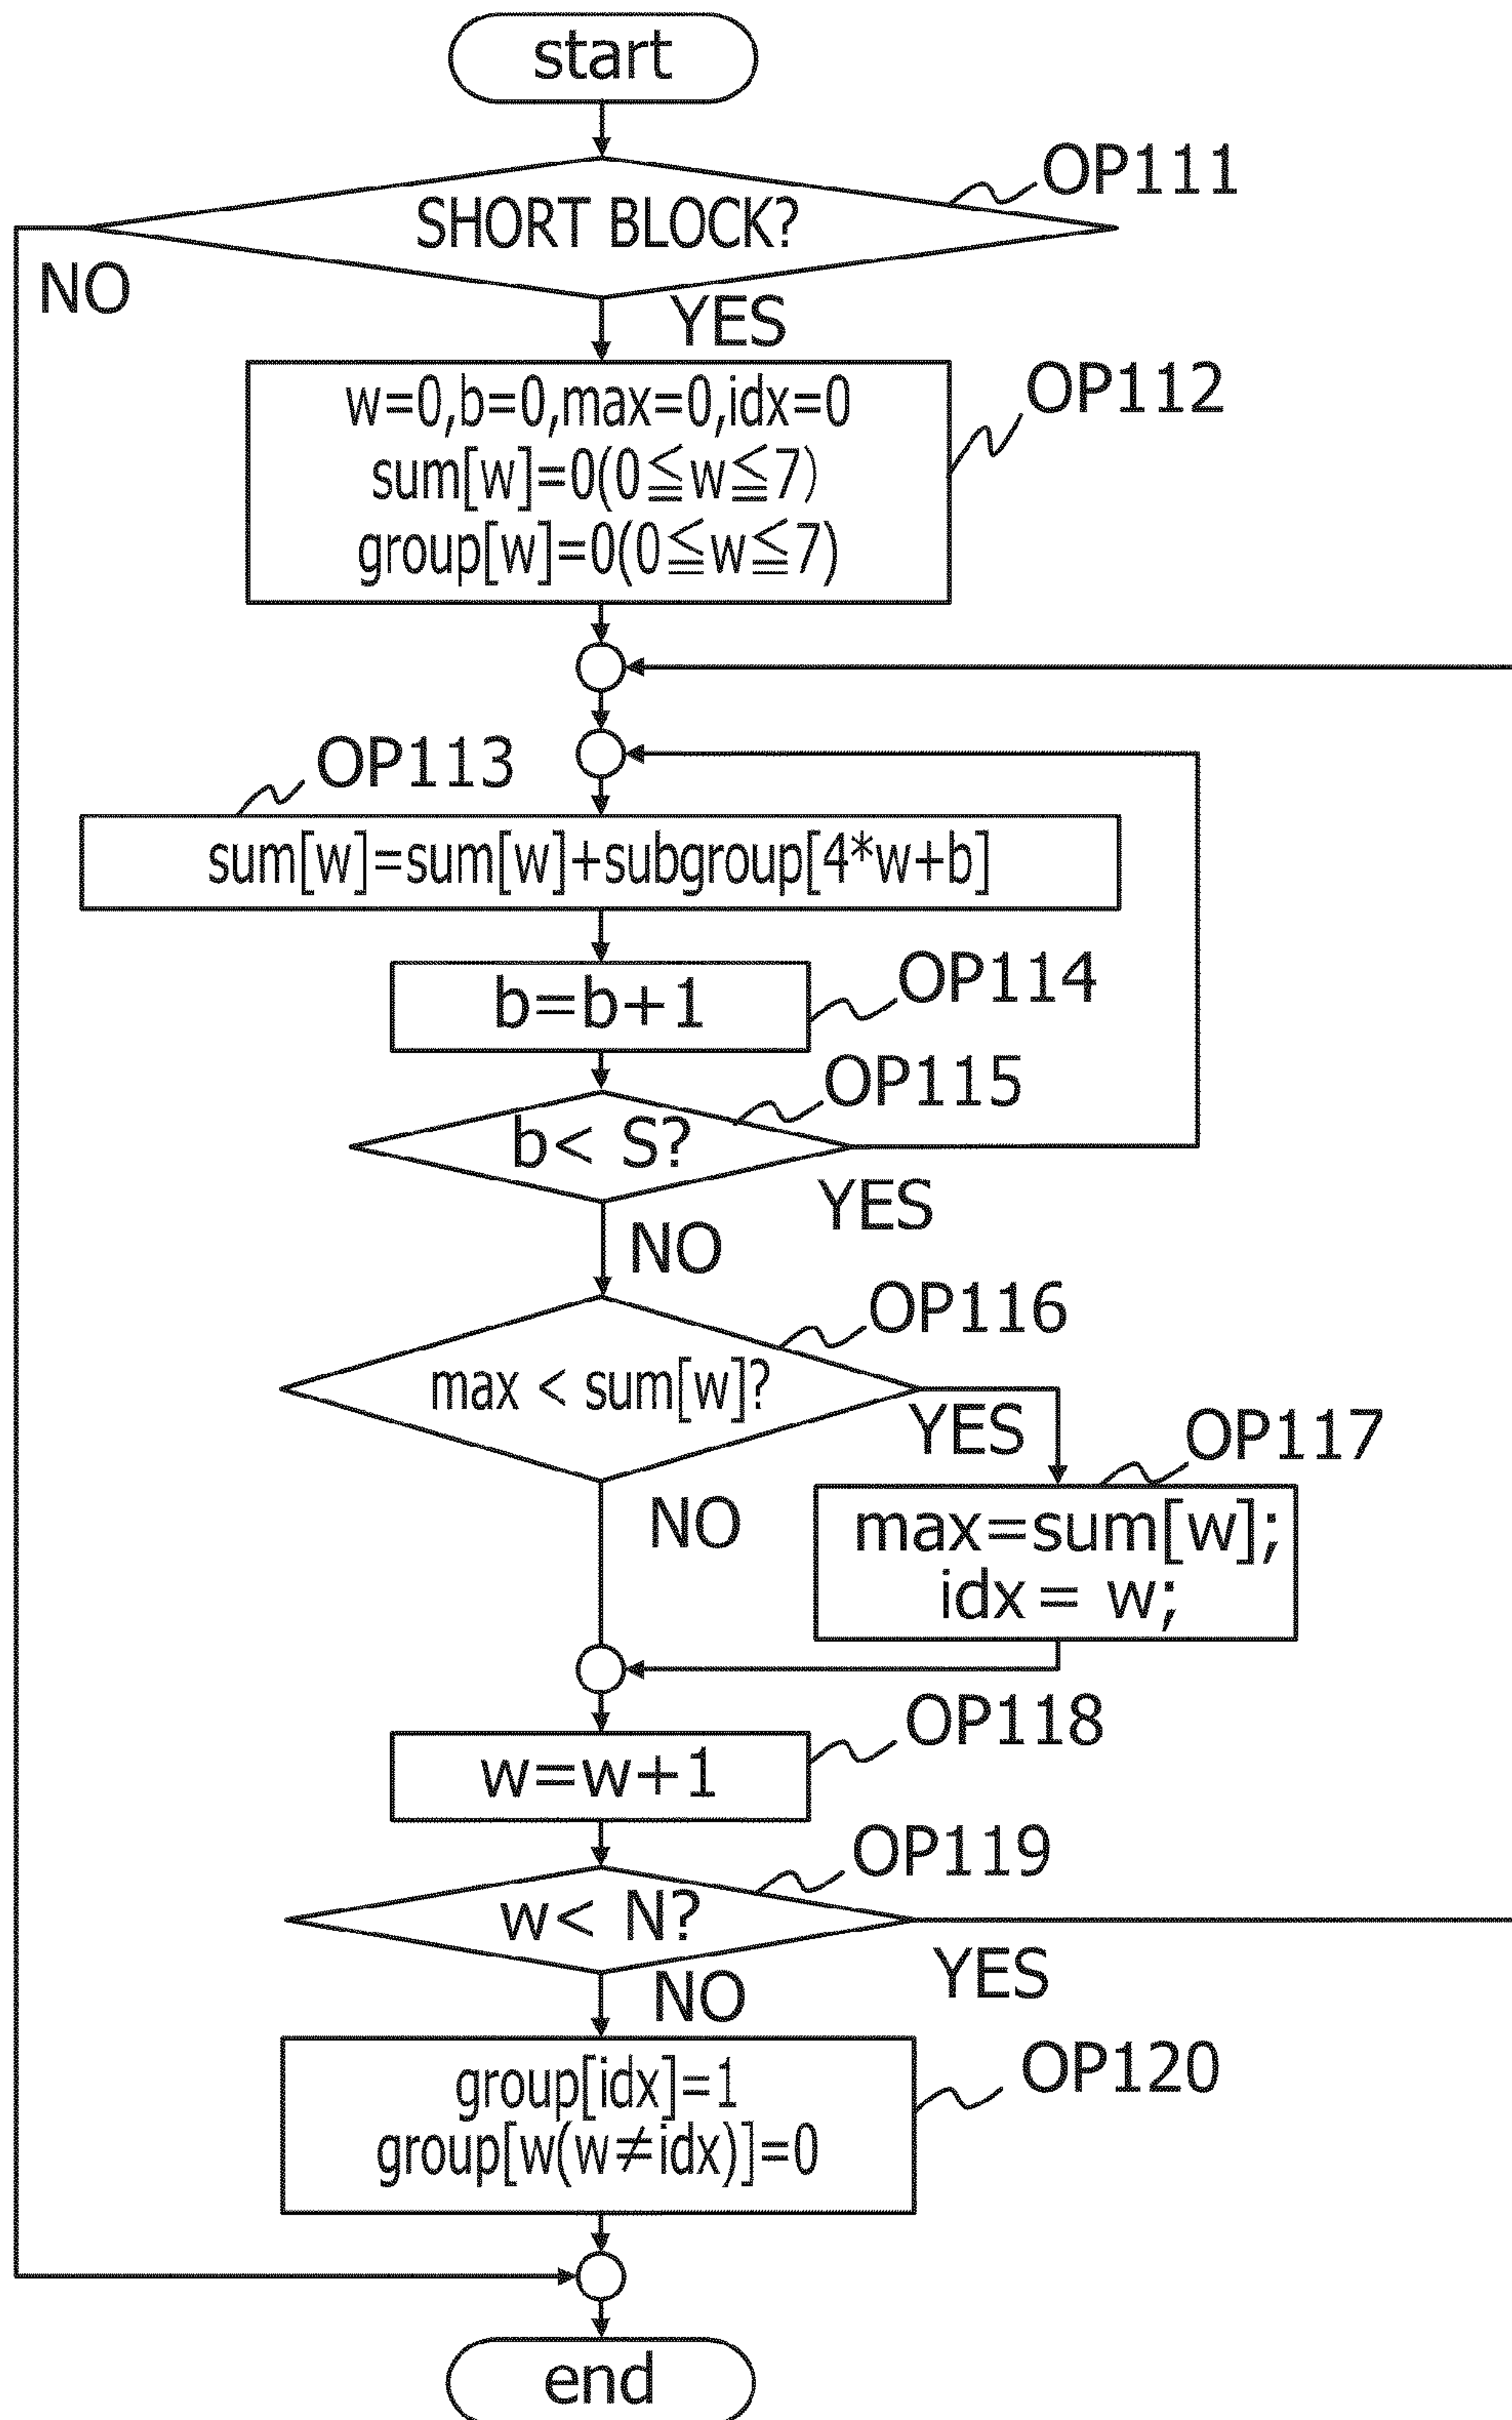 start
OP111
SHORT BLOCK?
NO
YES
OP112
w=0,b=0,max=0,idx=0
sum[w]=0(0≦w≦7)
group[w]=0(0≦w≦7)
OP113
sum[w]=sum[w]+subgroup[4*w+b]
OP114
b=b+1
OP115
b< S?
YES
NO
OP116
max < sum[w]?
YES
OP117
NO
max=sum[w];
idx = w;
OP118
w=w+1
OP119
w< N?
YES
NO
OP120
group[idx]=1
group[w(w≠idx)]=0
end